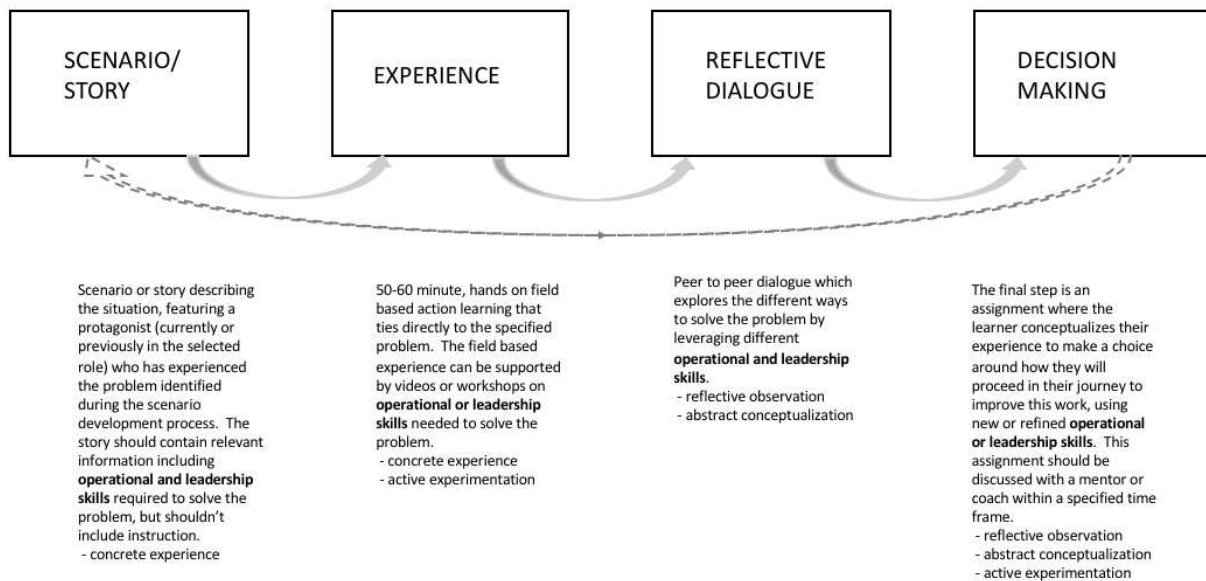 SCENARIO/
STORY
EXPERIENCE
REFLECTIVE
DIALOGUE
DECISION
MAKING
Scenario or story describing
the situation, featuring a
protagonist (currently or
previously in the selected
role) who has experienced
the problem identified
during the scenario
development process. The
story should contain relevant
information including
operational and leadership
skills required to solve the
problem, but shouldn't
include instruction.
- concrete experience
50-60 minute, hands on field
based action learning that
ties directly to the specified
problem. The field based
experience can be supported
by videos or workshops on
operational or leadership
skills needed to solve the
problem.
- concrete experience
- active experimentation
Peer to peer dialogue which
explores the different ways
to solve the problem by
leveraging different
operational and leadership
skills.
- reflective observation
- abstract conceptualization
The final step is an
assignment where the
learner conceptualizes their
experience to make a choice
around how they will
proceed in their journey to
improve this work, using
new or refined operational
or leadership skills. This
assignment should be
discussed with a mentor or
coach within a specified time
frame.
- reflective observation
- abstract conceptualization
- active experimentation